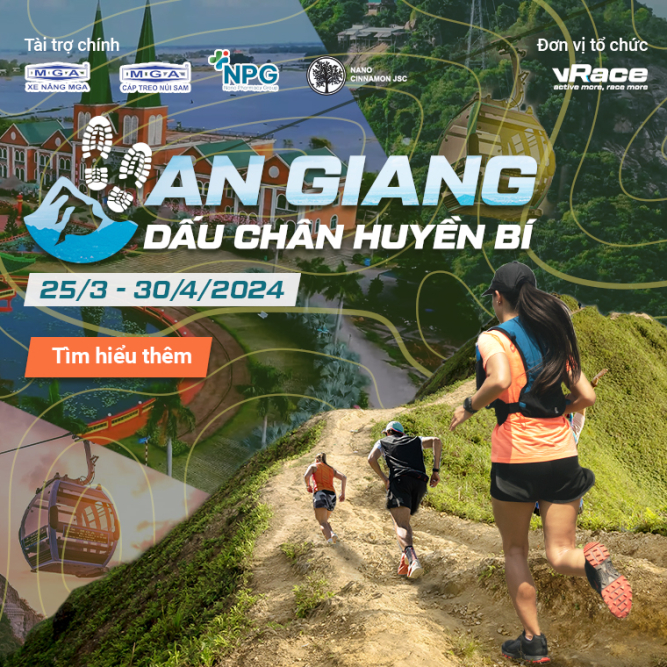 Tài trợ chính
Đơn vị tổ chức
MGA
XE NÂNG MGA
MGA
CÁP TREO NÚI SAM
NPG
NANO
CINNAMON JSC
vRace
active more, race more
AN GIANG
DẤU CHÂN HUYỀN BÍ
25/3 - 30/4/2024
Tìm hiểu thêm